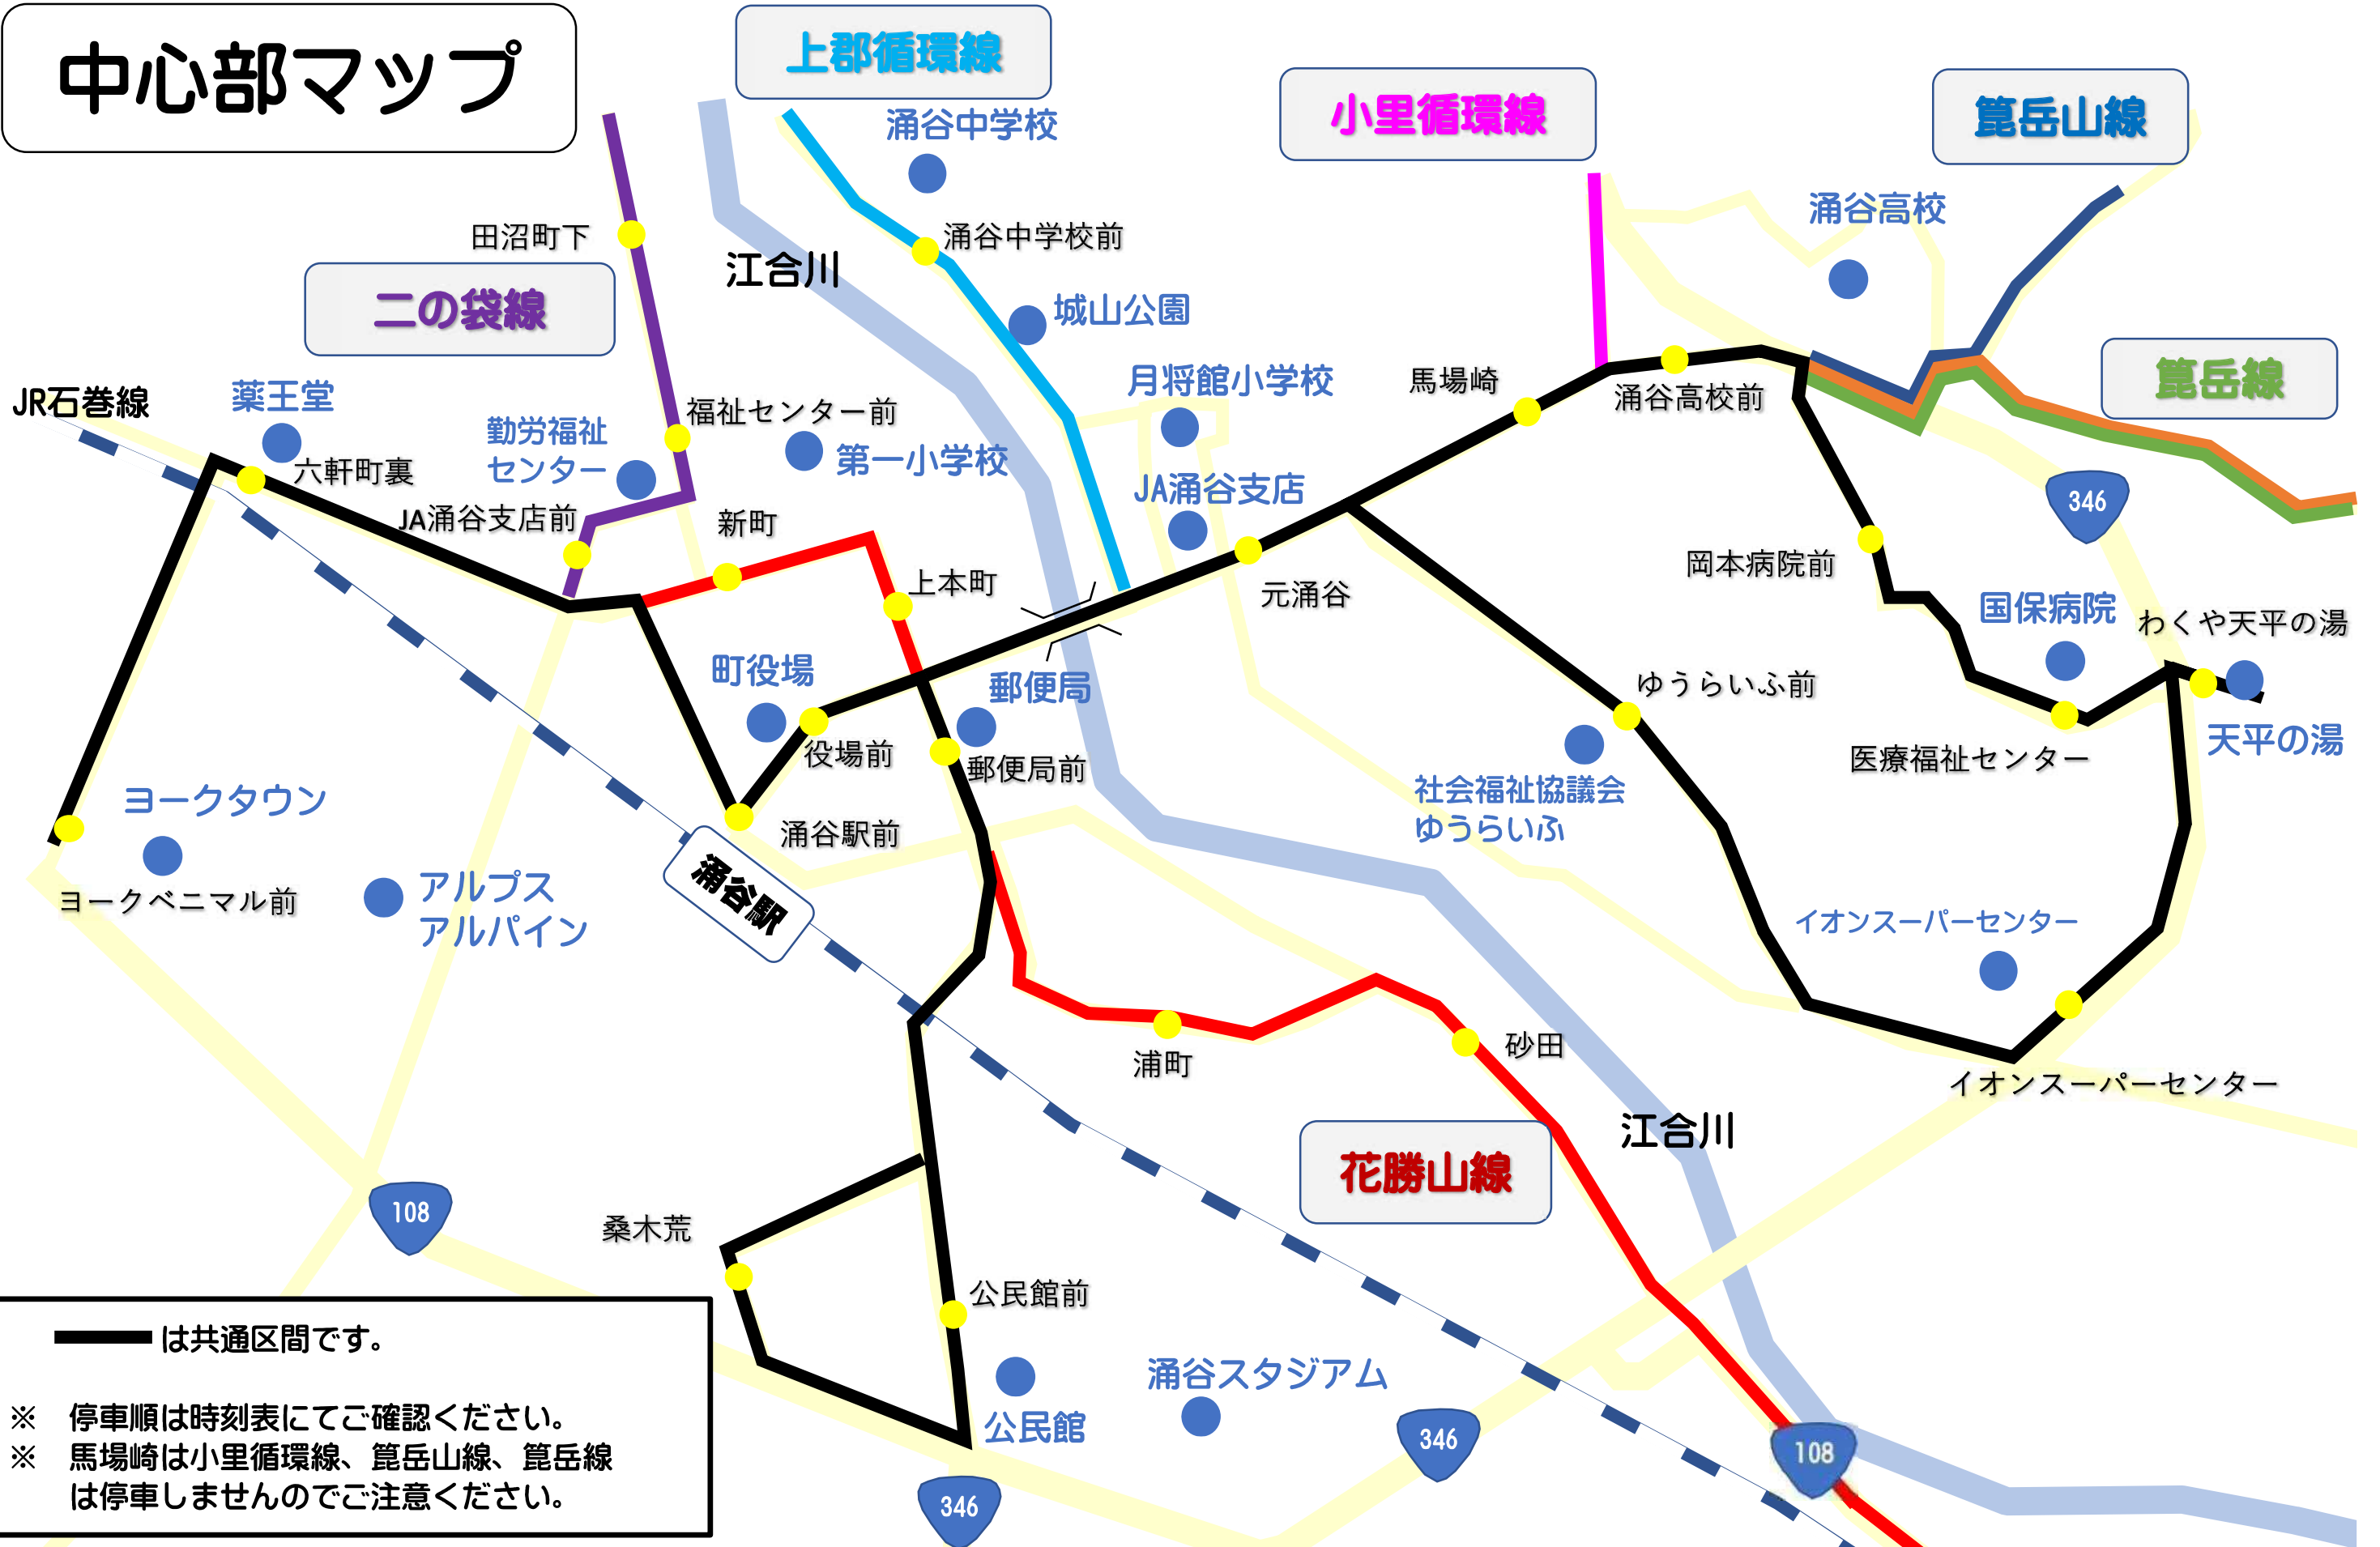 中心部マップ
上郡循環線
小里循環線
箟岳山線
涌谷中学校
涌谷高校
田沼町下
涌谷中学校前
江合川
二の袋線
城山公園
箟岳線
JR石巻線
薬王堂
月将館小学校
馬場崎
涌谷高校前
勤労福祉
センター
福祉センター前
第一小学校
六軒町裏
JA涌谷支店
346
JA涌谷支店前
新町
上本町
元涌谷
岡本病院前
国保病院
わくや天平の湯
町役場
郵便局
ゆうらいふ前
役場前
郵便局前
医療福祉センター
天平の湯
ヨークタウン
涌谷駅前
社会福祉協議会
ゆうらいふ
涌谷駅
ヨークベニマル前
アルプス
アルパイン
イオンスーパーセンター
浦町
砂田
イオンスーパーセンター
江合川
花勝山線
108
桑木荒
公民館前
は共通区間です。
※ 停車順は時刻表にてご確認ください。
※ 馬場崎は小里循環線、箟岳山線、箟岳線
は停車しませんのでご注意ください。
涌谷スタジアム
公民館
346
108
346